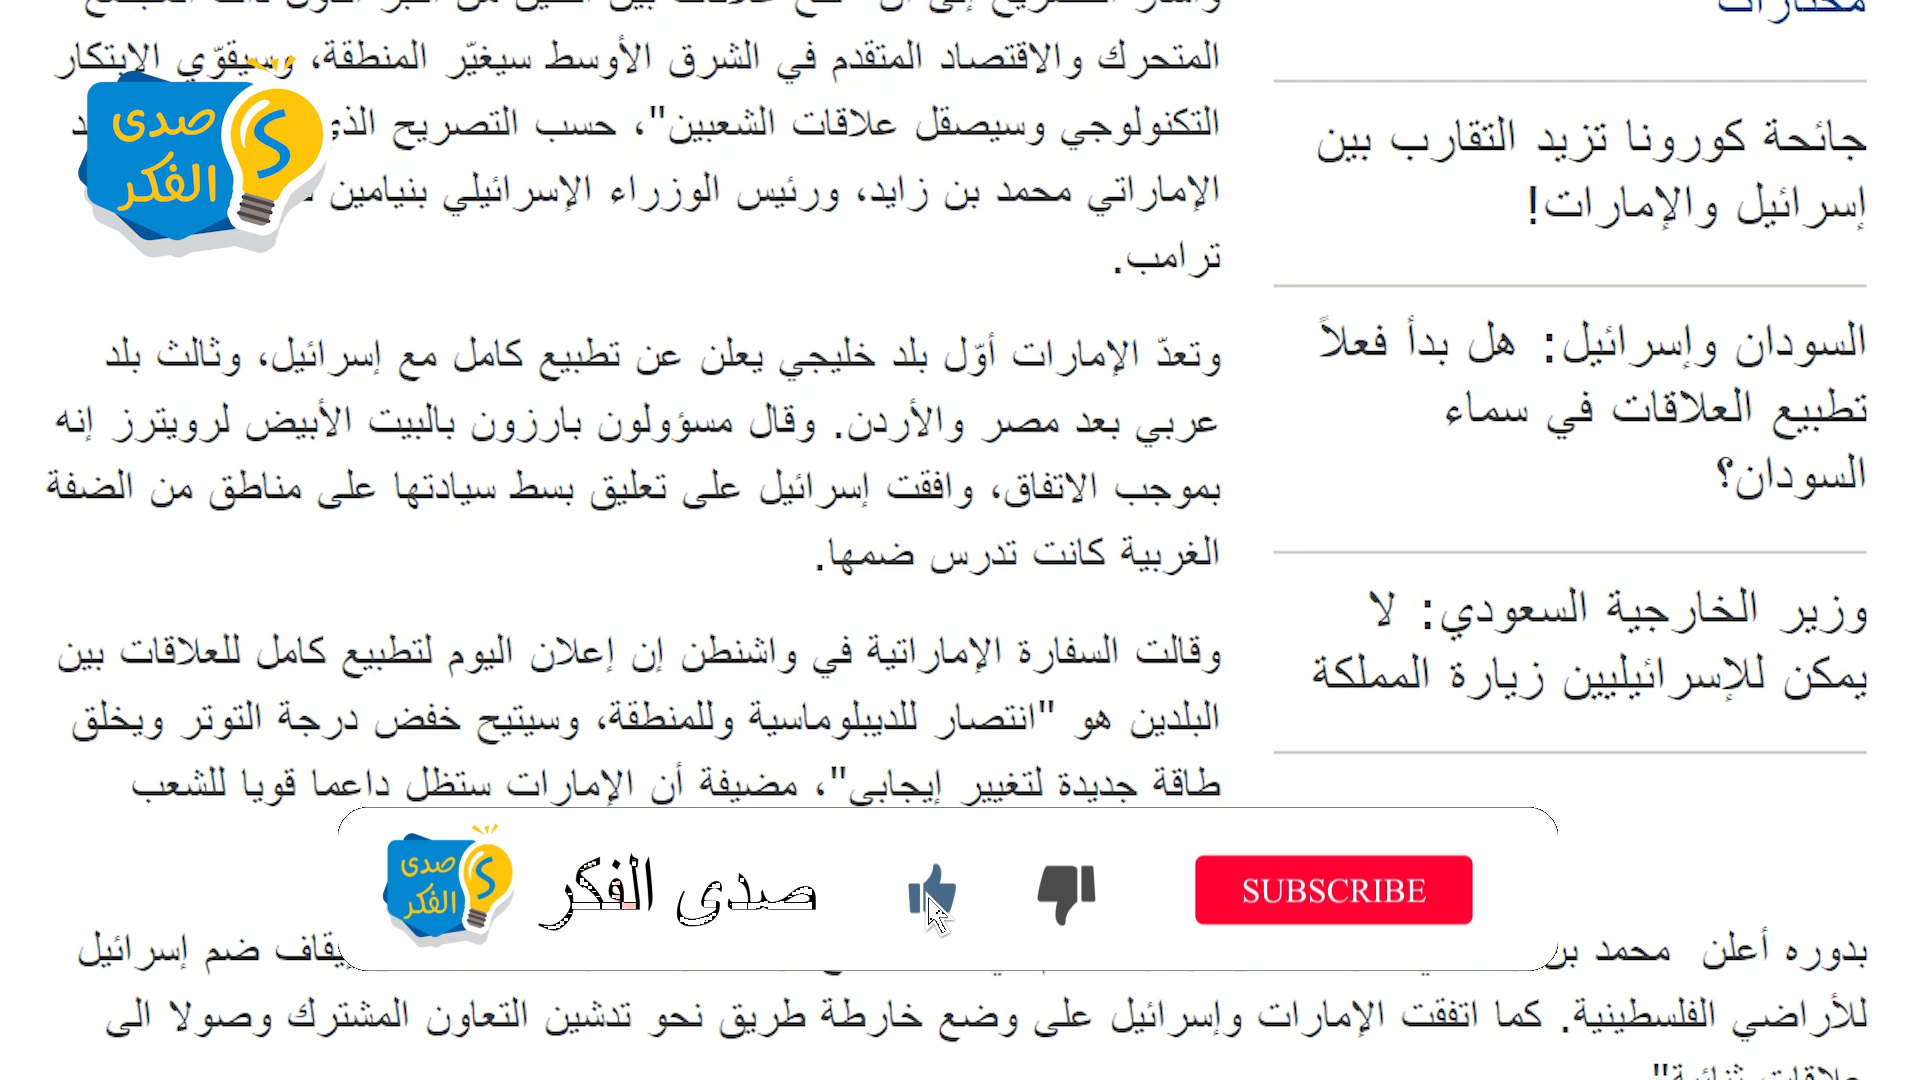 مختارات
جائحة كورونا تزيد التقارب بين
إسرائيل والإمارات!
السودان وإسرائيل: هل بدأ فعلاً
تطبيع العلاقات في سماء
السودان؟
وزير الخارجية السعودي: لا
يمكن للإسرائيليين زيارة المملكة
المتحرك والاقتصاد المتقدم في الشرق الأوسط سيغيّر المنطقة، وسيقوّي الابتكار
التكنولوجي وسيصقل علاقات الشعبين"، حسب التصريح
الإماراتي محمد بن زايد، ورئيس الوزراء الإسرائيلي بنيامين
ترامب.
وتعدّ الإمارات أوّل بلد خليجي يعلن عن تطبيع كامل مع إسرائيل، وثالث بلد
عربي بعد مصر والأردن. وقال مسؤولون بارزون بالبيت الأبيض لرويترز إنه
بموجب الاتفاق، وافقت إسرائيل على تعليق بسط سيادتها على مناطق من الضفة
الغربية كانت تدرس ضمها.
وقالت السفارة الإماراتية في واشنطن إن إعلان اليوم لتطبيع كامل للعلاقات بين
البلدين هو "انتصار للديبلوماسية وللمنطقة، وسيتيح خفض درجة التوتر ويخلق
طاقة جديدة لتغيير إيجابي"، مضيفة أن الإمارات ستظل داعما قويا للشعب
بدوره أعلن محمد بن ضم إسرائيل
للأراضي الفلسطينية. كما اتفقت الإمارات وإسرائيل على وضع خارطة طريق نحو تدشين التعاون المشترك وصولا الى
صدى
الفكر
صدى
الفكر
صدى الفكر
SUBSCRIBE